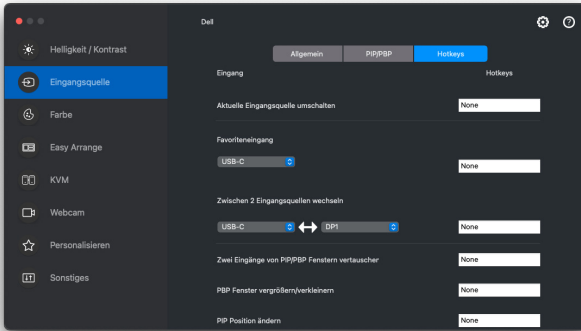 Dell
Helligkeit / Kontrast
Eingangsquelle
Farbe
Easy Arrange
KVM
Webcam
Personalisieren
Sonstiges
Allgemein PIP/PBP Hotkeys
Eingang Hotkeys
Aktuelle Eingangsquelle umschalten None
Favoriteneingang
USB-C None
Zwischen 2 Eingangsquellen wechseln
USB-C DP1 None
Zwei Eingänge von PIP/PBP Fenstern vertauscher None
PBP Fenster vergrößern/verkleinern None
PIP Position ändern None